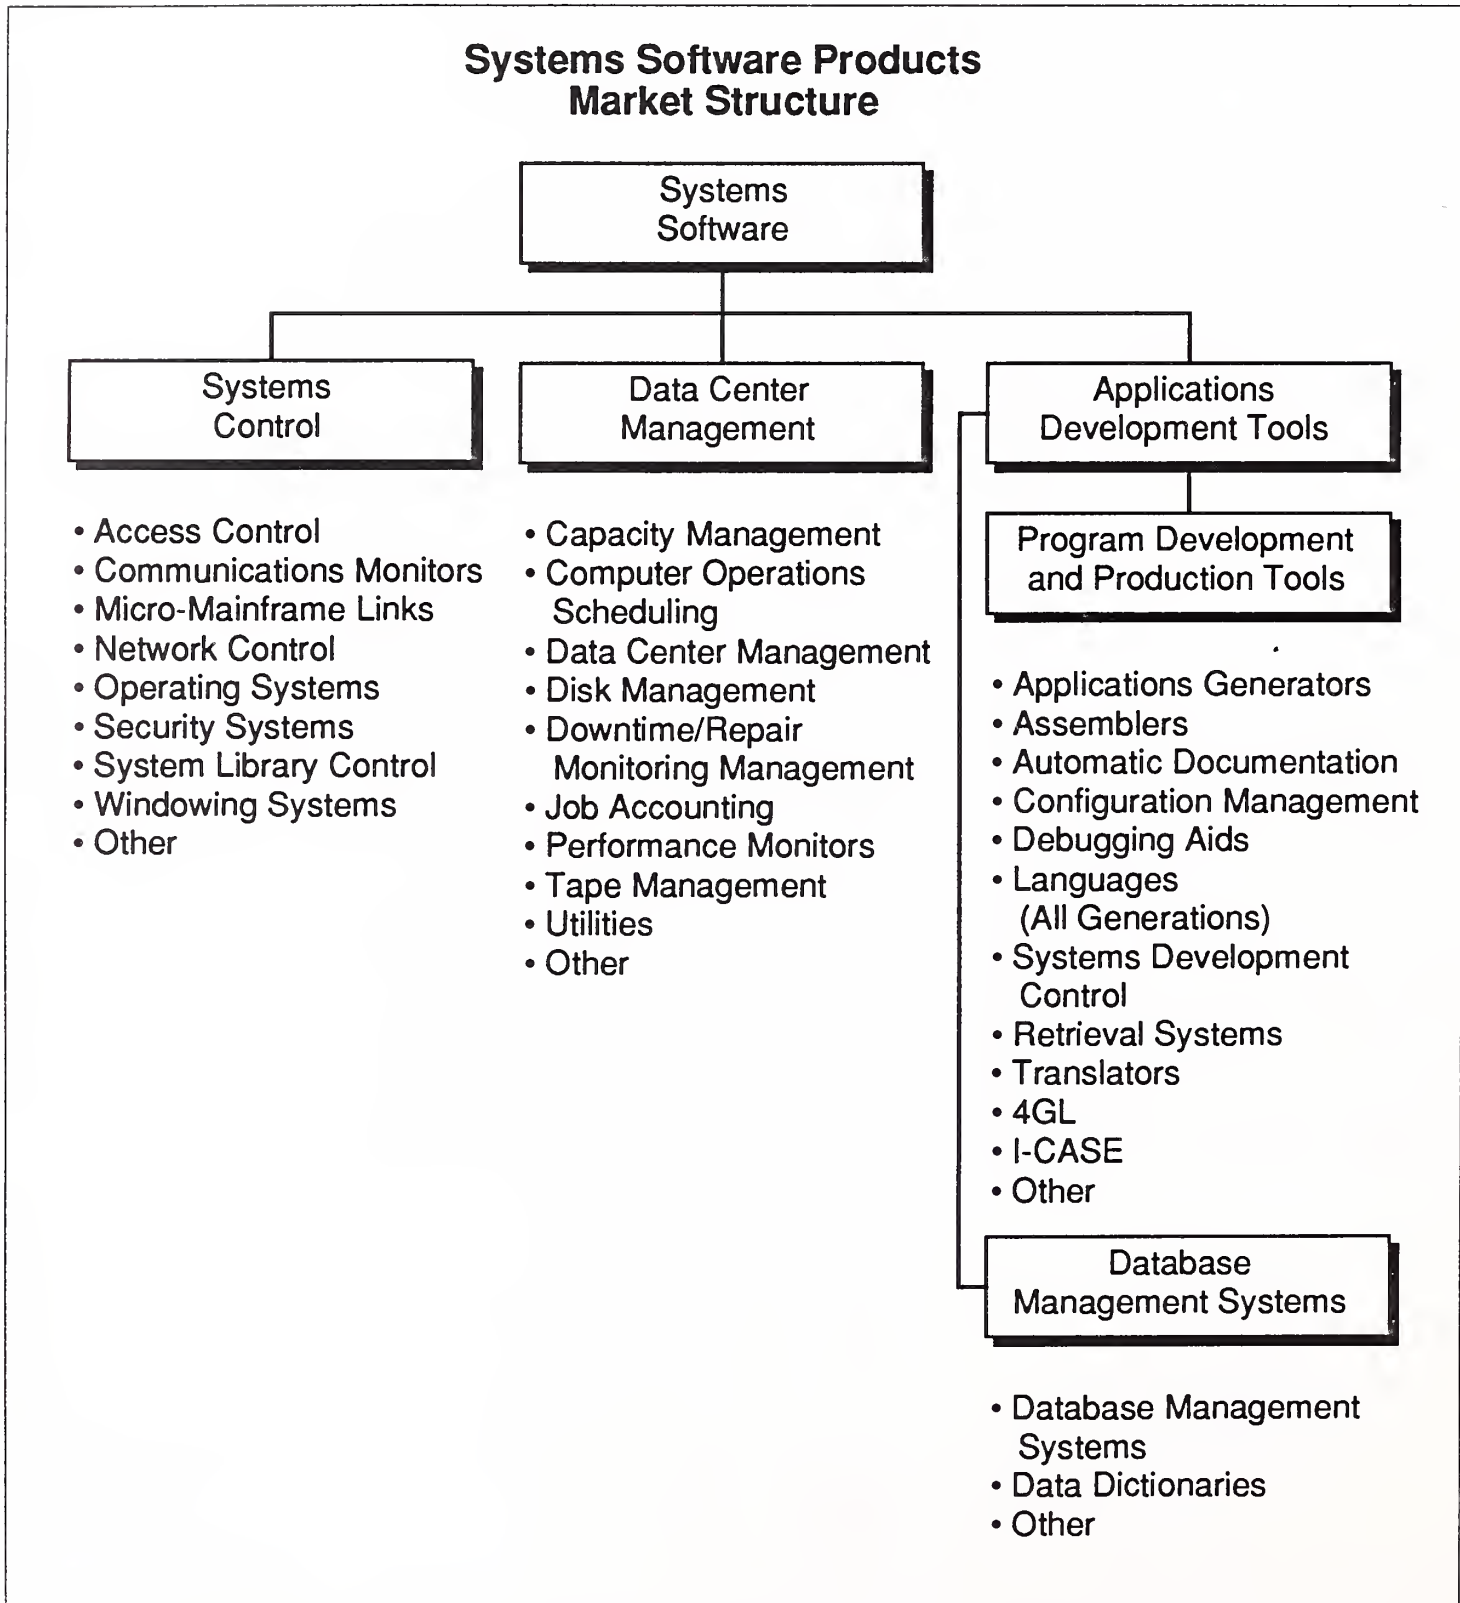 Systems Software Products
Market Structure
Systems
Software
Systems
Control
• Access Control
• Communications Monitors
• Micro-Mainframe Links
• Network Control
• Operating Systems
• Security Systems
• System Library Control
• Windowing Systems
• Other
Data Center
Management
• Capacity Management
• Computer Operations
Scheduling
• Data Center Management
• Disk Management
• Downtime/Repair
Monitoring Management
• Job Accounting
• Performance Monitors
• Tape Management
• Utilities
• Other
Applications
Development Tools
Program Development
and Production Tools
• Applications Generators
• Assemblers
• Automatic Documentation
• Configuration Management
• Debugging Aids
• Languages
(All Generations)
• Systems Development
Control
• Retrieval Systems
• Translators
• 4GL
• I-CASE
• Other
Database
Management Systems
• Database Management
Systems
• Data Dictionaries
• Other